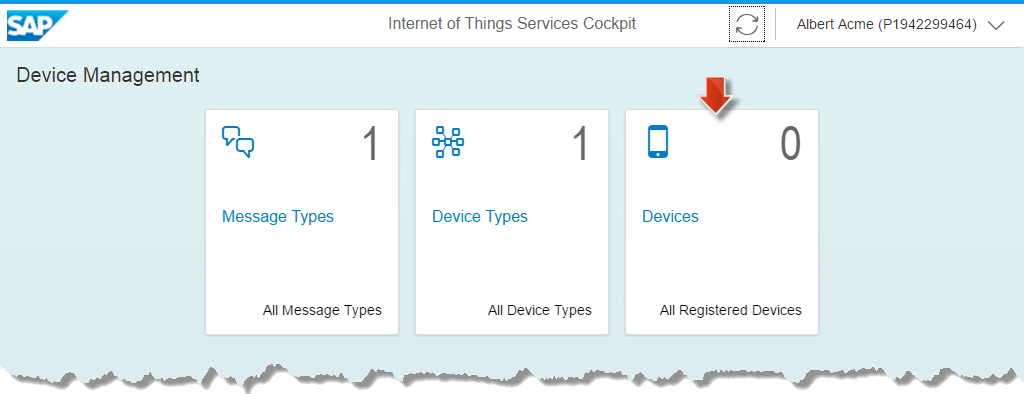 SAP
Internet of Things Services Cockpit
Albert Acme (P1942299464)
Device Management
1
Message Types
All Message Types
1
Device Types
All Device Types
0
Devices
All Registered Devices